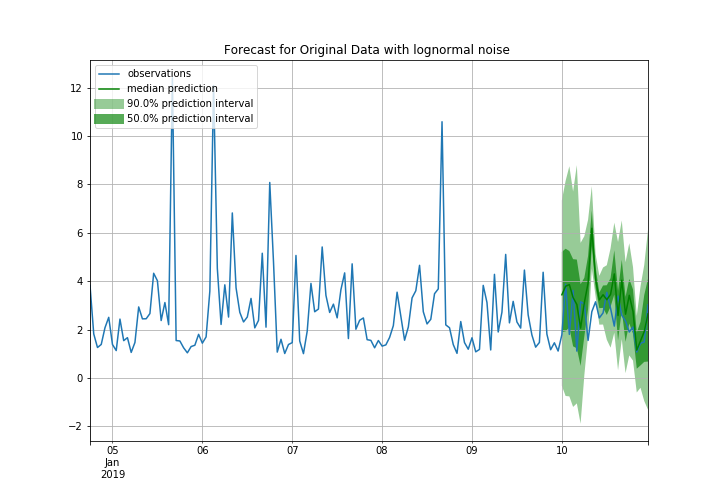 Forecast for Original Data with lognormal noise
observations
median prediction
90.0% prediction interval
50.0% prediction interval
12
10
8
6
4
2
0
−2
05 06 07 08 09 10
Jan
2019